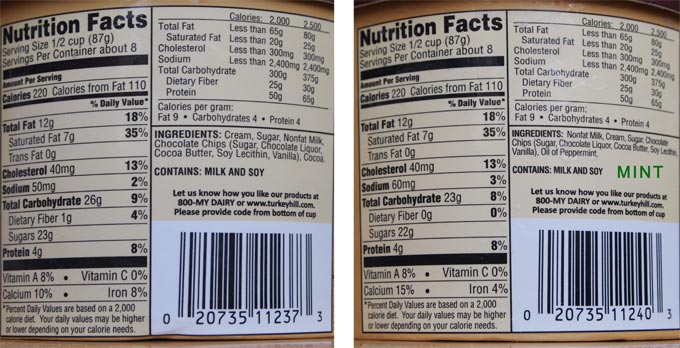 Nutrition Facts
Serving Size 1/2 cup (87g)
Servings Per Container about 8
Amount Per Serving
Calories 220 Calories from Fat 110
% Daily Value*
Total Fat 12g 18%
Saturated Fat 7g 35%
Trans Fat 0g
Cholesterol 40mg 13%
Sodium 50mg 2%
Total Carbohydrate 26g 9%
Dietary Fiber 1g 4%
Sugars 23g
Protein 4g 8%
Vitamin A 8% • Vitamin C 0%
Calcium 10% • Iron 8%
*Percent Daily Values are based on a 2,000
calorie diet. Your daily values may be higher
or lower depending on your calorie needs.
Calories: 2,000 2,500
Total Fat Less than 65g 80g
Saturated Fat Less than 20g 25g
Cholesterol Less than 300mg 300mg
Sodium Less than 2,400mg 2,400mg
Total Carbohydrate 300g 375g
Dietary Fiber 25g 30g
Protein 50g 65g
Calories per gram:
Fat 9 • Carbohydrates 4 • Protein 4
INGREDIENTS: Cream, Sugar, Nonfat Milk,
Chocolate Chips (Sugar, Chocolate Liquor,
Cocoa Butter, Soy Lecithin, Vanilla), Cocoa.
CONTAINS: MILK AND SOY
Let us know how you like our products at
800-MY DAIRY or www.turkeyhill.com.
Please provide code from bottom of cup
0 20735 11237 3
Nutrition Facts
Serving Size 1/2 cup (87g)
Servings Per Container about 8
Amount Per Serving
Calories 220 Calories from Fat 110
% Daily Value*
Total Fat 12g 18%
Saturated Fat 7g 35%
Trans Fat 0g
Cholesterol 40mg 13%
Sodium 60mg 3%
Total Carbohydrate 23g 8%
Dietary Fiber 0g 0%
Sugars 22g
Protein 4g 8%
Vitamin A 8% • Vitamin C 0%
Calcium 15% • Iron 4%
*Percent Daily Values are based on a 2,000
calorie diet. Your daily values may be higher
or lower depending on your calorie needs.
Calories: 2,000 2,500
Total Fat Less than 65g 80g
Saturated Fat Less than 20g 25g
Cholesterol Less than 300mg 300mg
Sodium Less than 2,400mg 2,400mg
Total Carbohydrate 300g 375g
Dietary Fiber 25g 30g
Protein 50g 65g
Calories per gram:
Fat 9 • Carbohydrates 4 • Protein 4
INGREDIENTS: Nonfat Milk, Cream, Sugar, Chocolate
Chips (Sugar, Chocolate Liquor, Cocoa Butter, Soy Lecithin,
Vanilla), Oil of Peppermint.
CONTAINS: MILK AND SOY MINT
Let us know how you like our products at
800-MY DAIRY or www.turkeyhill.com.
Please provide code from bottom of cup
0 20735 11240 3